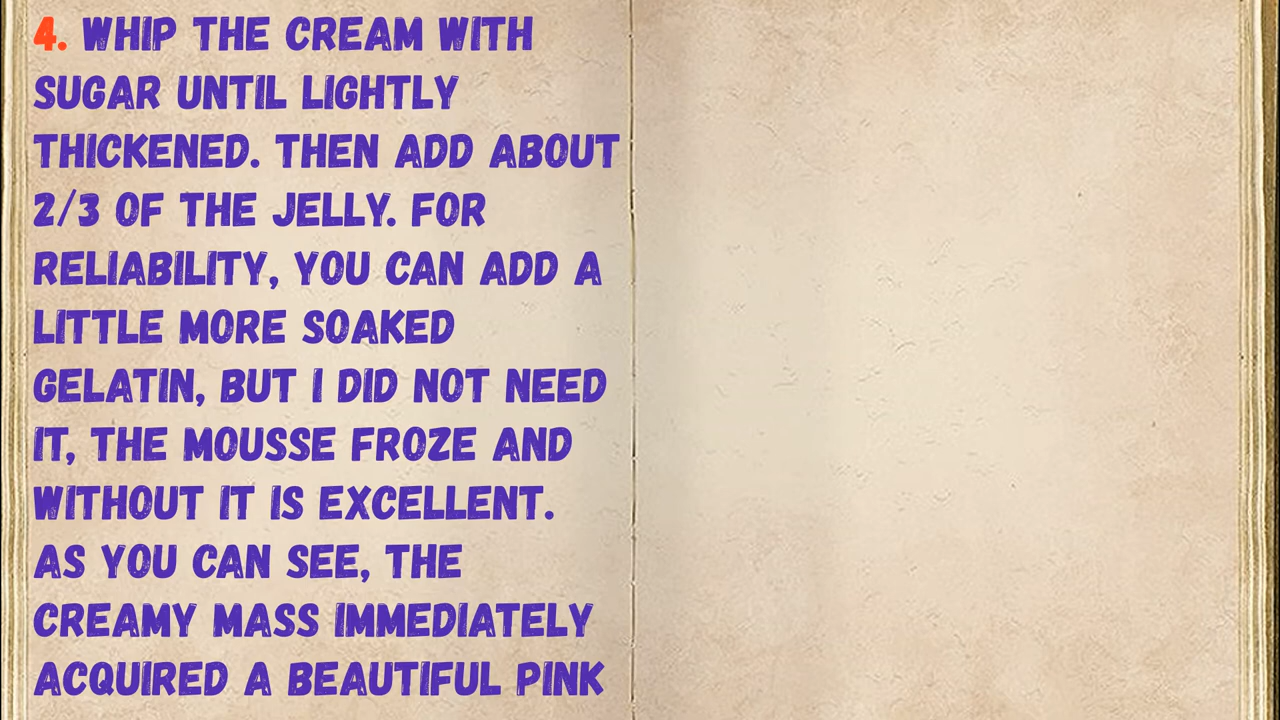 4. WHIP THE CREAM WITH
SUGAR UNTIL LIGHTLY
THICKENED. THEN ADD ABOUT
2/3 OF THE JELLY. FOR
RELIABILITY, YOU CAN ADD A
LITTLE MORE SOAKED
GELATIN, BUT I DID NOT NEED
IT, THE MOUSSE FROZE AND
WITHOUT IT IS EXCELLENT.
AS YOU CAN SEE, THE
CREAMY MASS IMMEDIATELY
ACQUIRED A BEAUTIFUL PINK